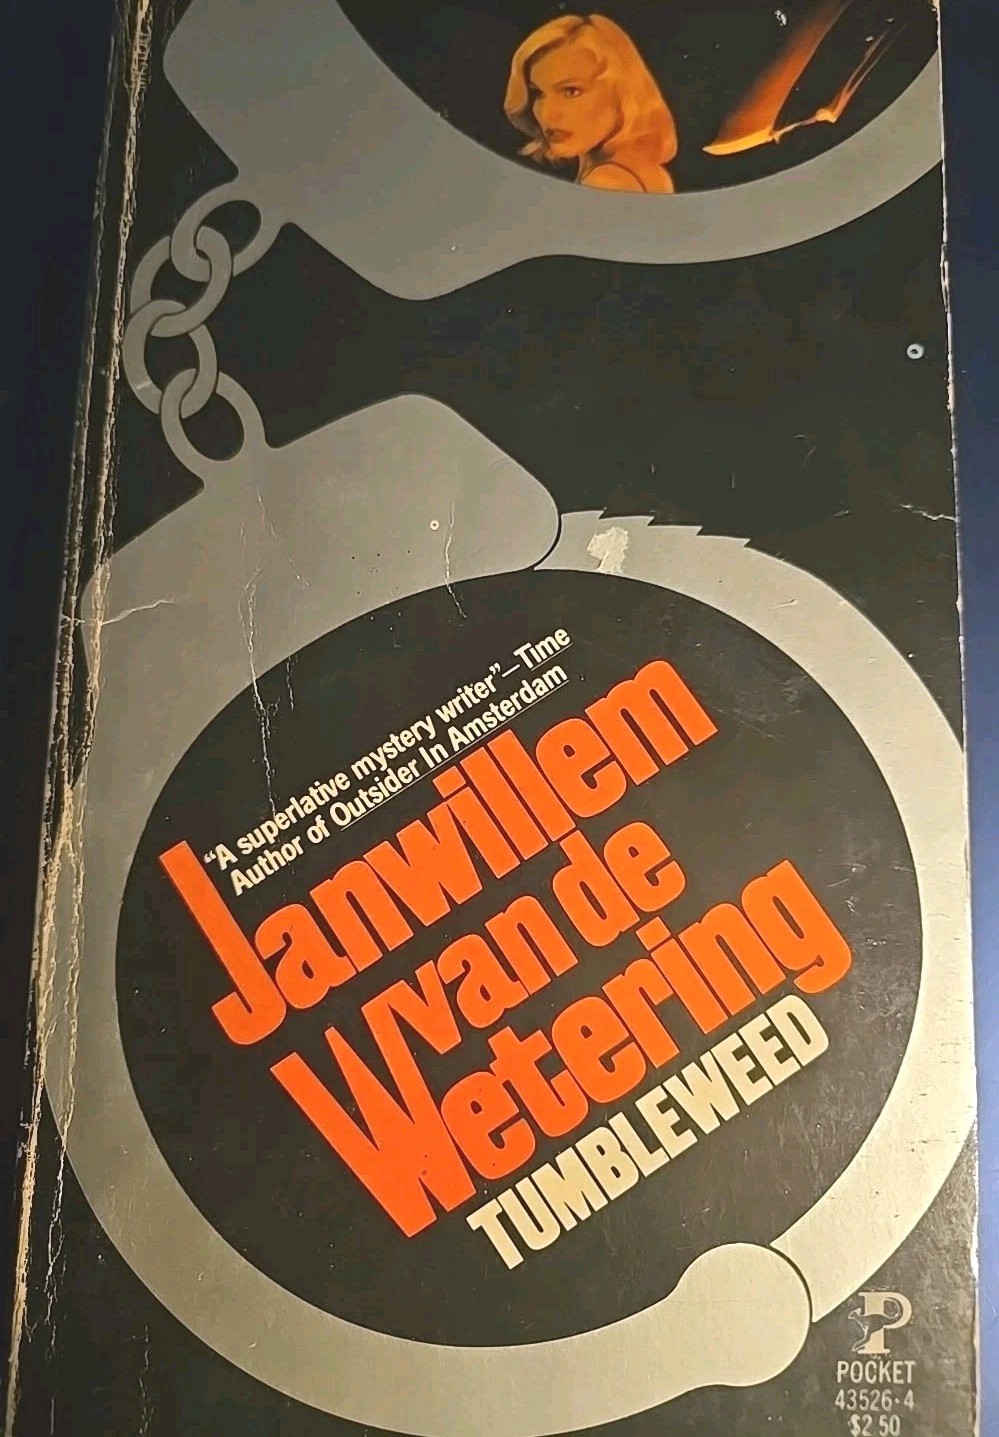 “A superlative mystery writer”—Time
Author of Outsider In Amsterdam
Janwillem
van de
Wetering
TUMBLEWEED
P
POCKET
43526·4
$2.50